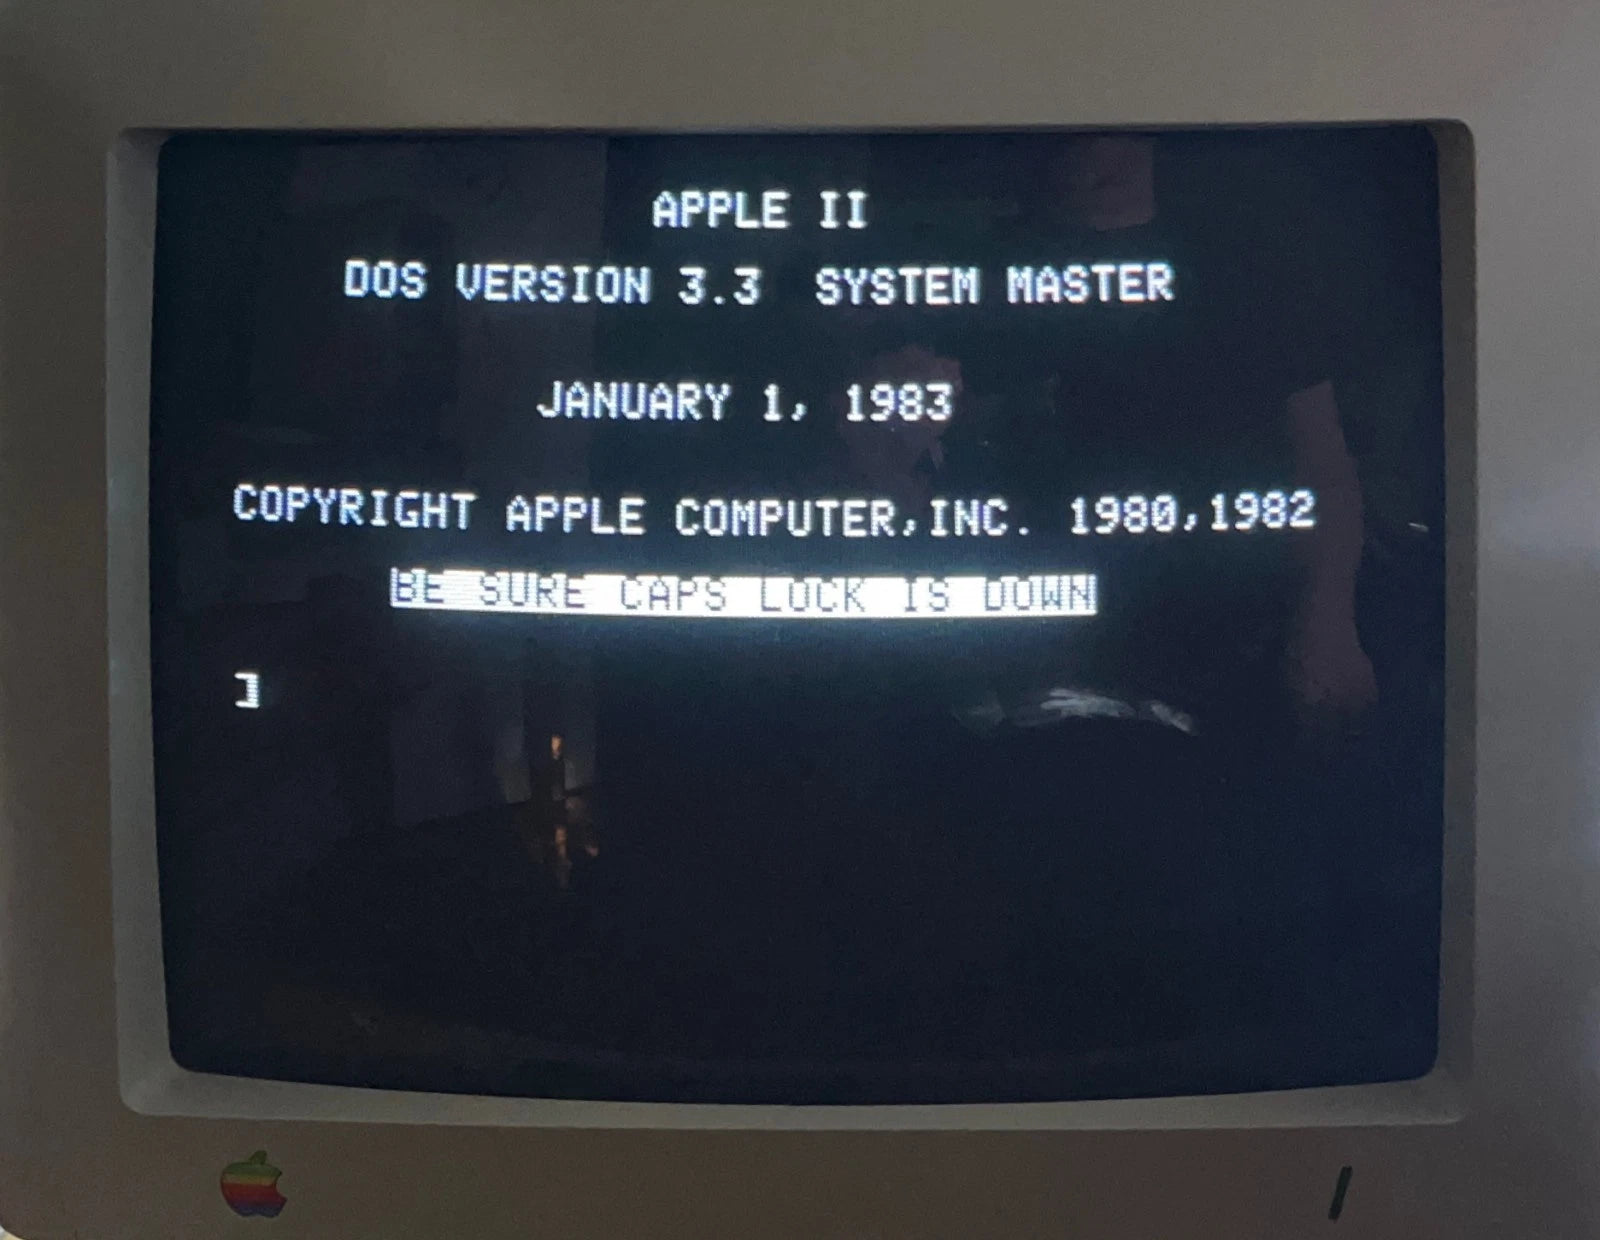 APPLE II
DOS VERSION 3.3  SYSTEM MASTER
JANUARY 1, 1983
COPYRIGHT APPLE COMPUTER,INC. 1980,1982
BE SURE CAPS LOCK IS DOWN
]